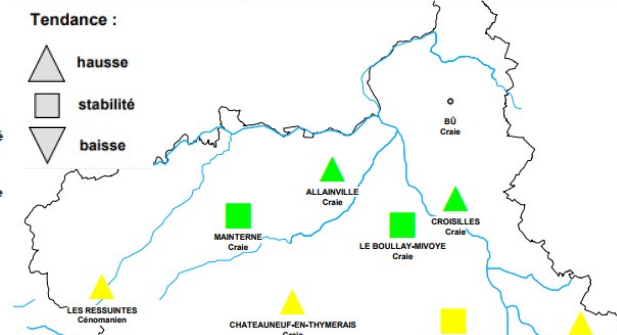 Tendance :
hausse
stabilité
baisse
BÛ
Craie
ALLAINVILLE
Craie
MAINTERNE
Craie
LE BOULLAY-MIVOYE
Craie
CROISILLES
Craie
LES RESSUINTES
Cénomanien
CHATEAUNEUF-EN-THYMERAIS
Craie